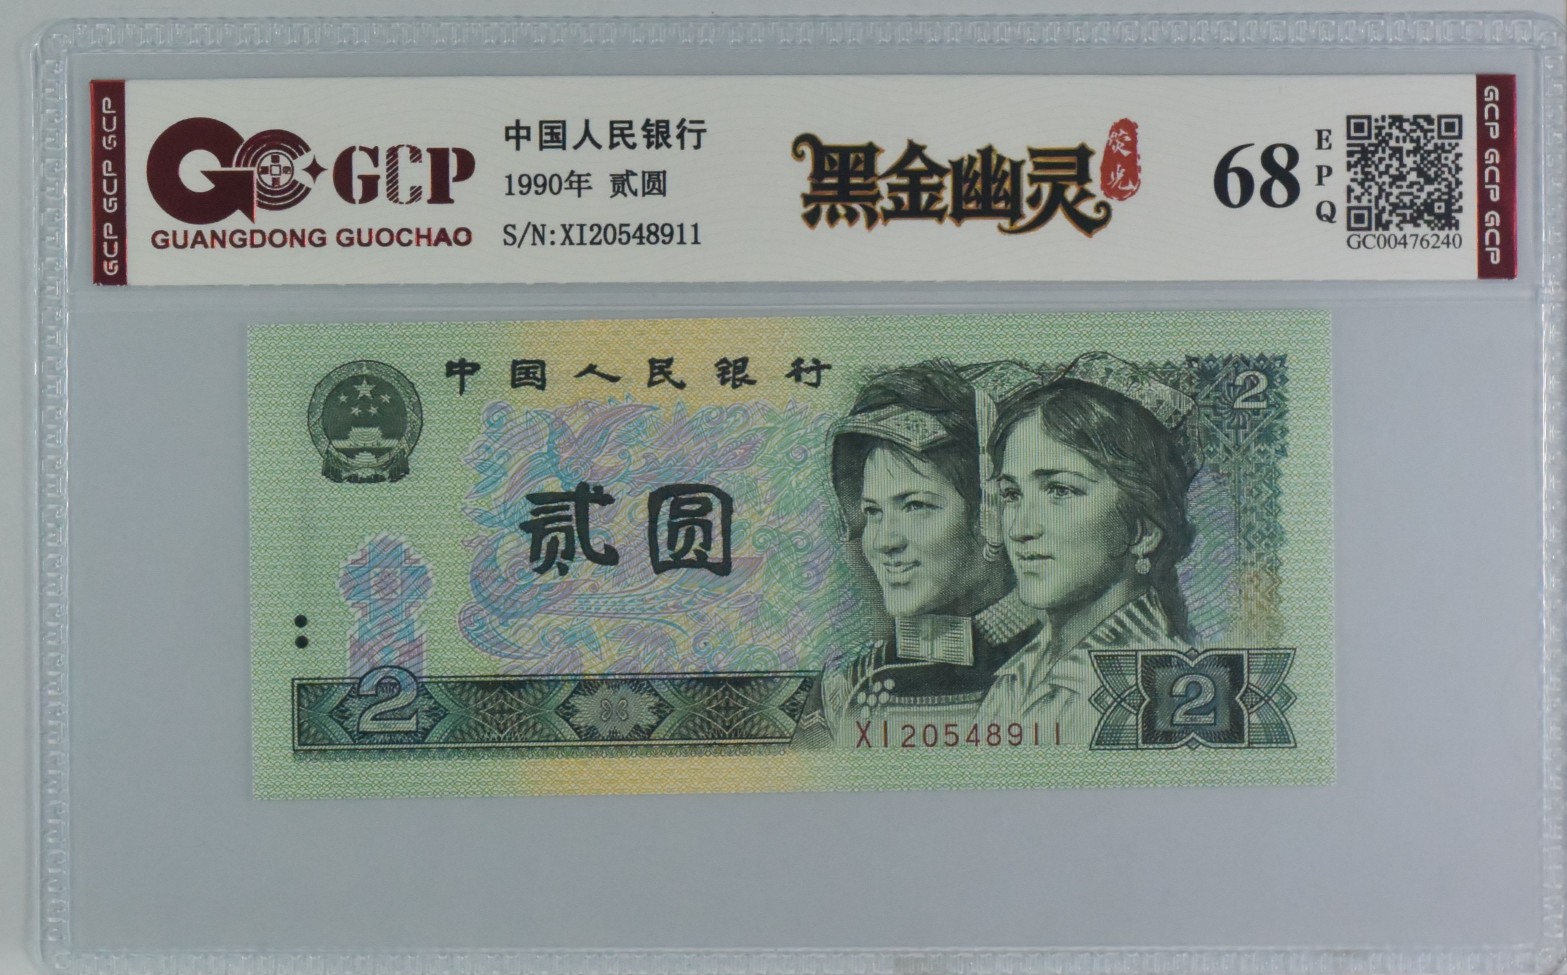 GCP GCP GCP
GCP
GUANGDONG GUOCHAO
中国人民银行
1990年 贰圆
S/N:XI20548911
黑金幽灵
荧光
68
EPQ
GC00476240
GCP GCP GCP
中国人民银行
2
贰圆
2
XI20548911
2